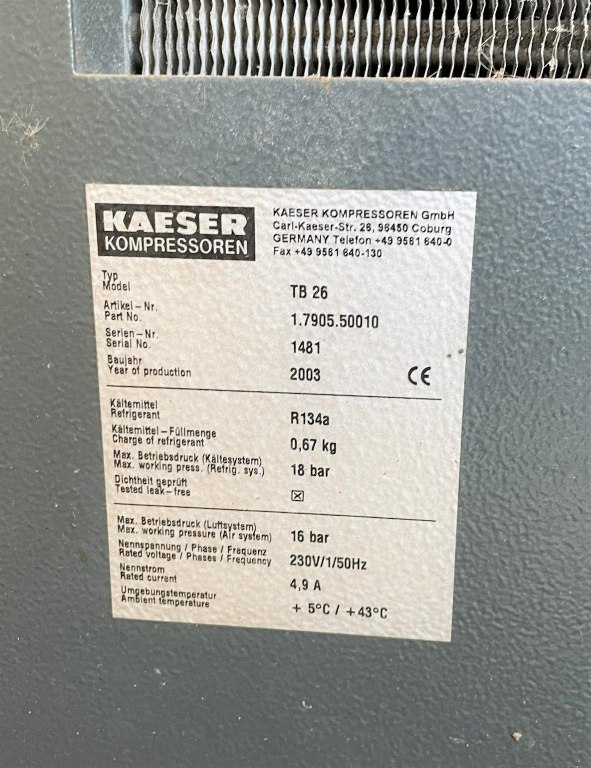 KAESER
KOMPRESSOREN
KAESER KOMPRESSOREN GmbH
Carl-Kaeser-Str. 26, 96450 Coburg
GERMANY Telefon +49 9561 640-0
Fax +49 9561 640-130
Typ
Model TB 26
Artikel-Nr.
Part No. 1.7905.50010
Serien-Nr.
Serial No. 1481
Baujahr
Year of production 2003 CE
Kältemittel
Refrigerant R134a
Kältemittel-Füllmenge
Charge of refrigerant 0,67 kg
Max. Betriebsdruck (Kältesystem)
Max. working press. (Refrig. sys.) 18 bar
Dichtheit geprüft
Tested leak-free ☒
Max. Betriebsdruck (Luftsystem)
Max. working pressure (Air system) 16 bar
Nennspannung / Phase / Frequenz
Rated voltage / Phases / Frequency 230V/1/50Hz
Nennstrom
Rated current 4,9 A
Umgebungstemperatur
Ambient temperature + 5°C / +43°C